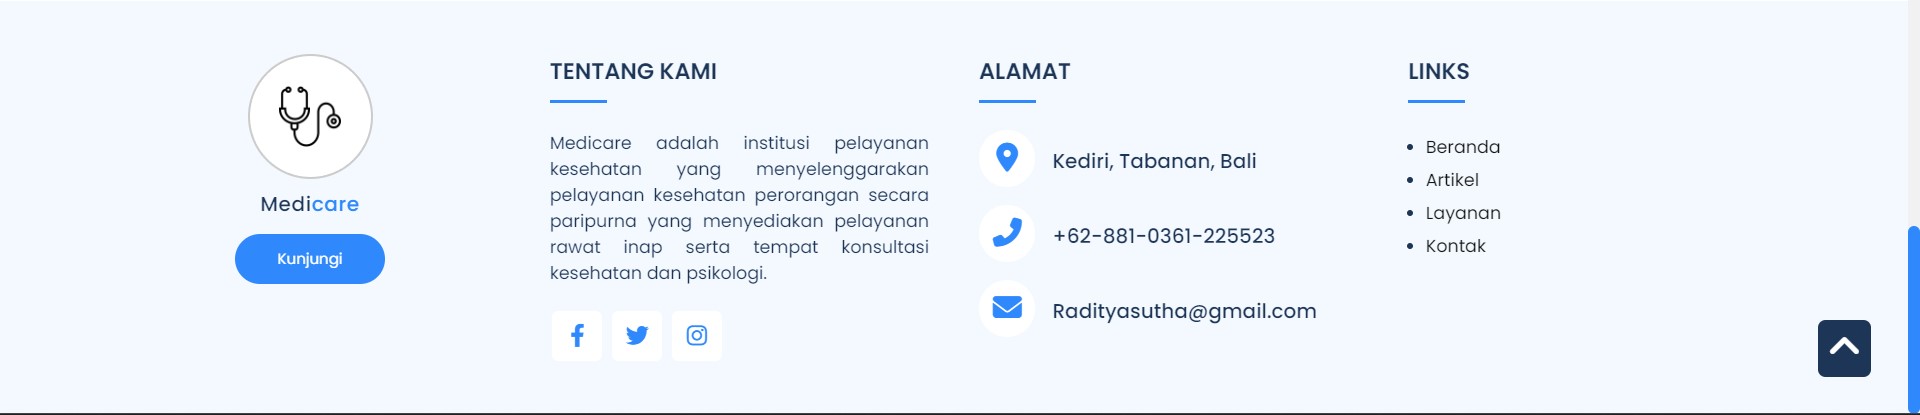 Medicare
Kunjungi
TENTANG KAMI
Medicare adalah institusi pelayanan
kesehatan yang menyelenggarakan
pelayanan kesehatan perorangan secara
paripurna yang menyediakan pelayanan
rawat inap serta tempat konsultasi
kesehatan dan psikologi.
ALAMAT
Kediri, Tabanan, Bali
+62-881-0361-225523
Radityasutha@gmail.com
LINKS
Beranda
Artikel
Layanan
Kontak